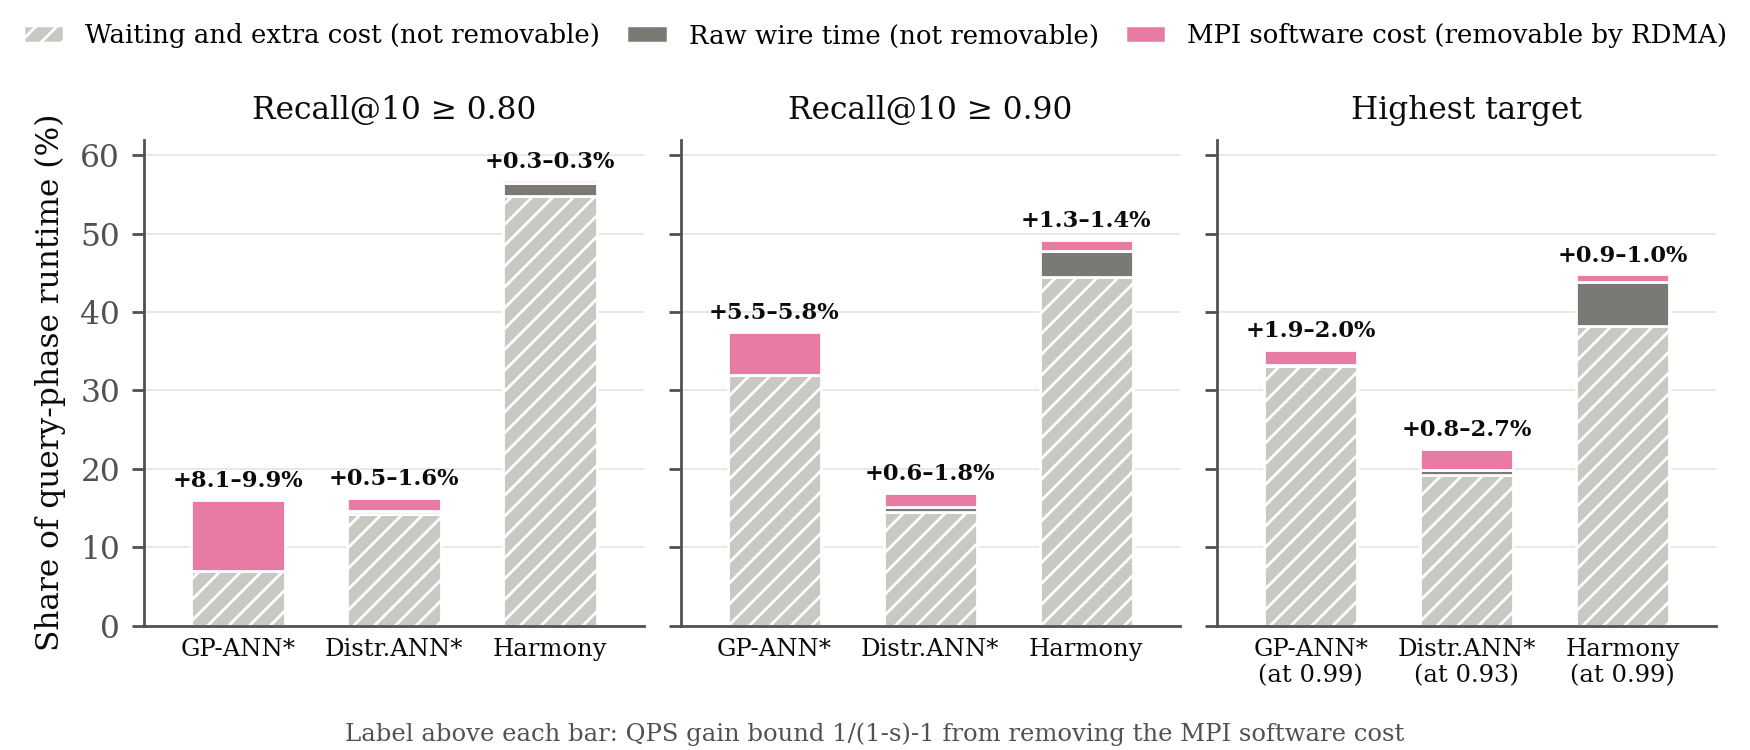 Waiting and extra cost (not removable) Raw wire time (not removable) MPI software cost (removable by RDMA)
Recall@10 ≥ 0.80
Recall@10 ≥ 0.90
Highest target
Share of query-phase runtime (%)
60
50
40
30
20
10
0
+8.1–9.9%
+0.5–1.6%
+0.3–0.3%
GP-ANN*
Distr.ANN*
Harmony
+5.5–5.8%
+0.6–1.8%
+1.3–1.4%
GP-ANN*
Distr.ANN*
Harmony
+1.9–2.0%
+0.8–2.7%
+0.9–1.0%
GP-ANN*
(at 0.99)
Distr.ANN*
(at 0.93)
Harmony
(at 0.99)
Label above each bar: QPS gain bound 1/(1-s)-1 from removing the MPI software cost